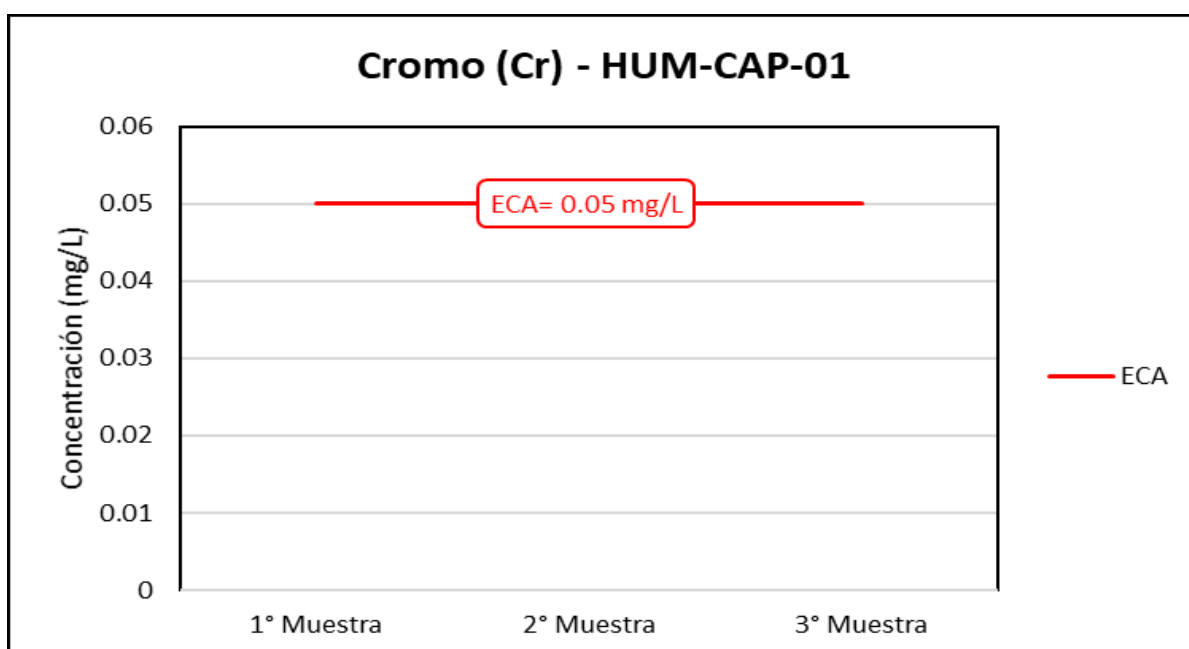 Cromo (Cr) - HUM-CAP-01
0.06
0.05
0.04
0.03
0.02
0.01
0
Concentración (mg/L)
ECA= 0.05 mg/L
ECA
1° Muestra
2° Muestra
3° Muestra